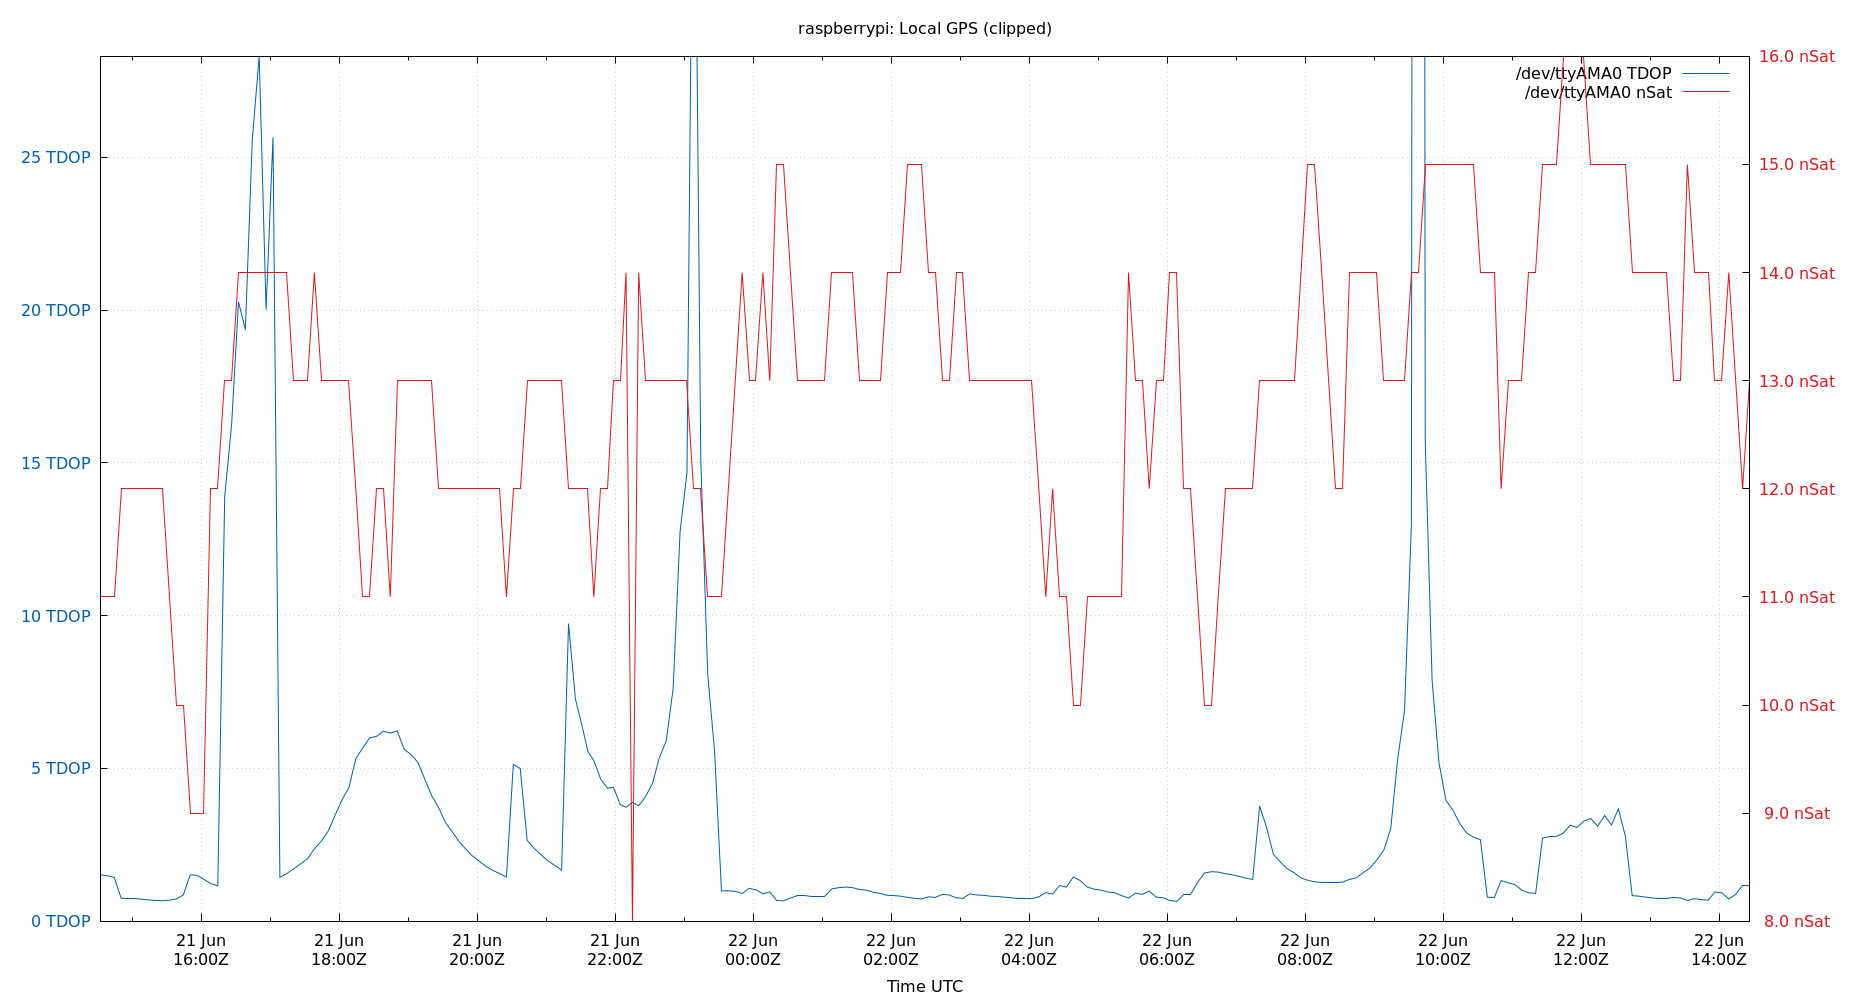 raspberrypi: Local GPS (clipped)
/dev/ttyAMA0 TDOP
/dev/ttyAMA0 nSat
25 TDOP
20 TDOP
15 TDOP
10 TDOP
5 TDOP
0 TDOP
16.0 nSat
15.0 nSat
14.0 nSat
13.0 nSat
12.0 nSat
11.0 nSat
10.0 nSat
9.0 nSat
8.0 nSat
21 Jun 21 Jun 21 Jun 21 Jun 22 Jun 22 Jun 22 Jun 22 Jun 22 Jun 22 Jun 22 Jun 22 Jun
16:00Z 18:00Z 20:00Z 22:00Z 00:00Z 02:00Z 04:00Z 06:00Z 08:00Z 10:00Z 12:00Z 14:00Z
Time UTC